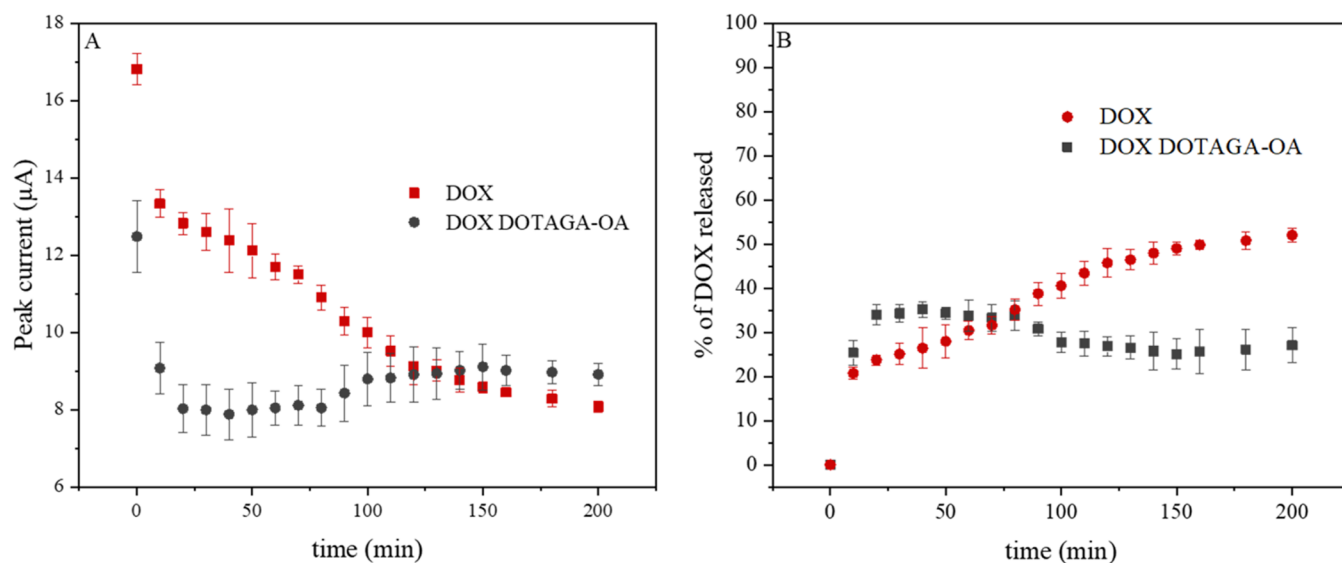 A
18
16
14
12
10
8
6
Peak current (µA)
DOX
DOX DOTAGA-OA
0
50
100
150
200
time (min)
B
100
90
80
70
60
50
40
30
20
10
0
% of DOX released
DOX
DOX DOTAGA-OA
0
50
100
150
200
time (min)